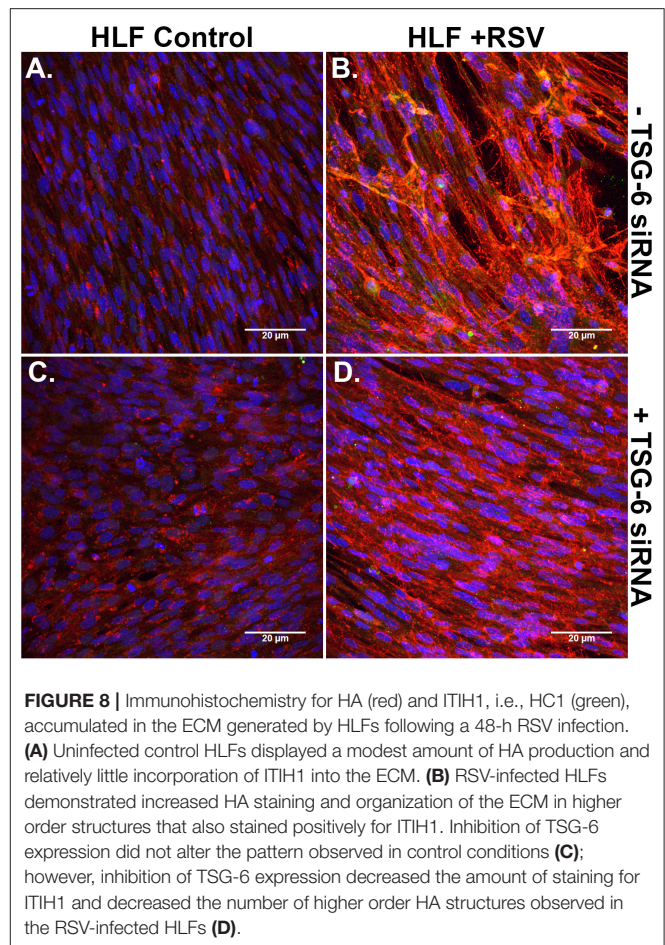 HLF Control
HLF +RSV
A.
B.
- TSG-6 siRNA
20 µm
20 µm
C.
D.
+ TSG-6 siRNA
20 µm
20 µm
FIGURE 8 | Immunohistochemistry for HA (red) and ITIH1, i.e., HC1 (green),
accumulated in the ECM generated by HLFs following a 48-h RSV infection.
(A) Uninfected control HLFs displayed a modest amount of HA production and
relatively little incorporation of ITIH1 into the ECM. (B) RSV-infected HLFs
demonstrated increased HA staining and organization of the ECM in higher
order structures that also stained positively for ITIH1. Inhibition of TSG-6
expression did not alter the pattern observed in control conditions (C);
however, inhibition of TSG-6 expression decreased the amount of staining for
ITIH1 and decreased the number of higher order HA structures observed in
the RSV-infected HLFs (D).